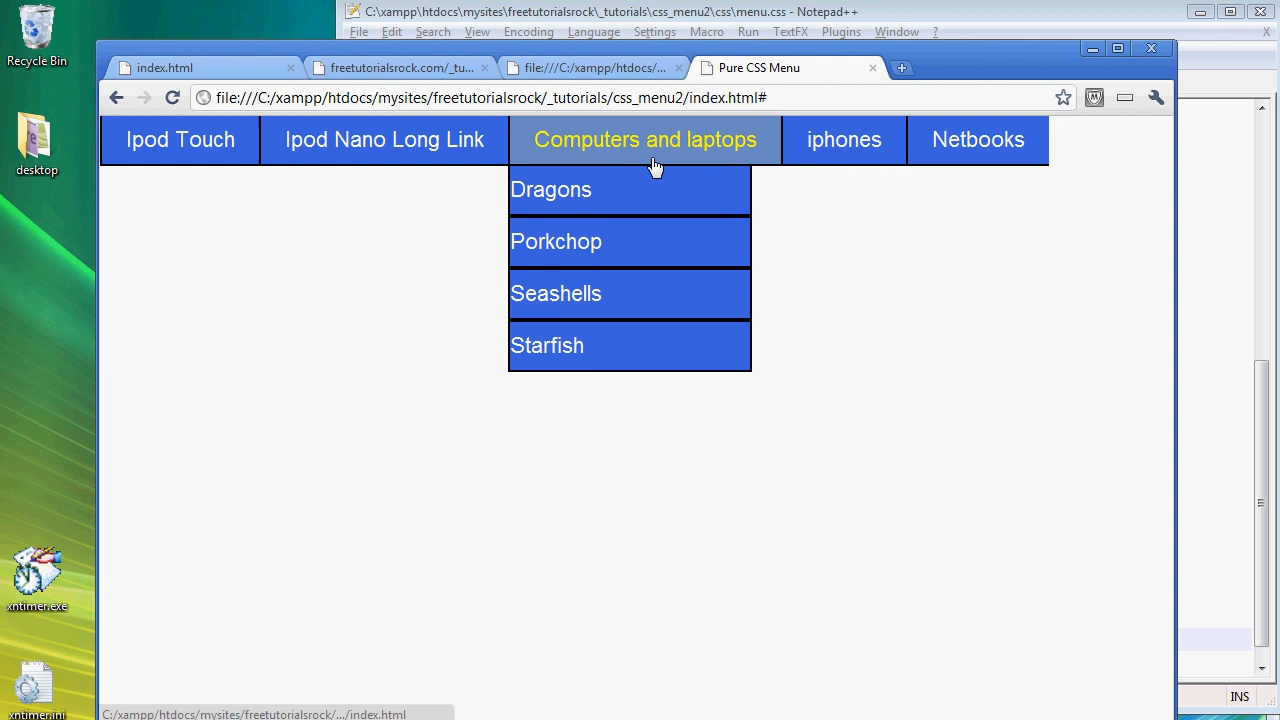 Recycle Bin
desktop
xntimer.exe
xntimer.ini
C:\xampp\htdocs\mysites\freetutorialsrock\_tutorials\css_menu2\css\menu.css - Notepad++
File Edit Search View Encoding Language Settings Macro Run TextFX Plugins Window ?
X
index.html
freetutorialsrock.com/_tu...
file:///C:/xampp/htdocs/...
Pure CSS Menu
file:///C:/xampp/htdocs/mysites/freetutorialsrock/_tutorials/css_menu2/index.html#
Ipod Touch
Ipod Nano Long Link
Computers and laptops
iphones
Netbooks
Dragons
Porkchop
Seashells
Starfish
INS
C:/xampp/htdocs/mysites/freetutorialsrock/.../index.html